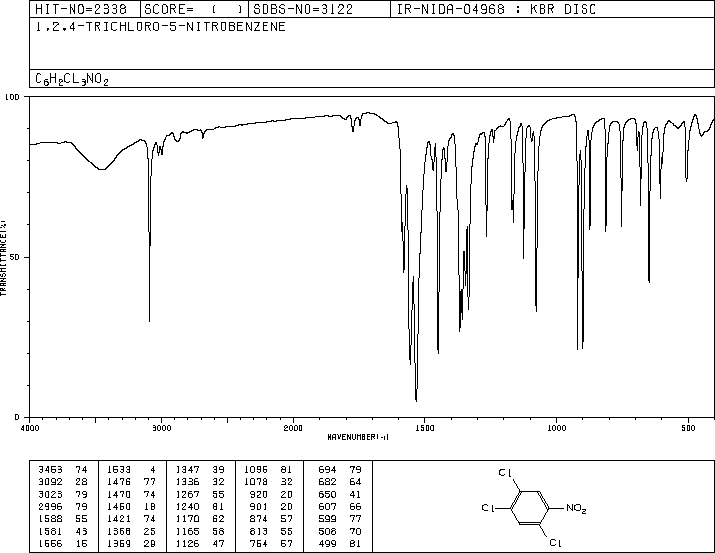 HIT-NO=2338 SCORE= ( ) SDBS-NO=3122 IR-NIDA-04968 : KBR DISC
1,2,4-TRICHLORO-5-NITROBENZENE
C₆H₂CL₃NO₂
100
50
0
TRANSMITTANCE(%)
4000 3000 2000 1500 1000 500
WAVENUMBER(-1)
3453 74 1533 4 1347 39 1096 81 694 79
3092 28 1476 77 1336 32 1078 32 682 64
3023 79 1470 74 1267 55 920 20 650 41
2996 79 1450 18 1240 81 901 20 607 66
1588 55 1421 74 1170 62 874 57 599 77
1581 43 1368 25 1165 58 813 55 508 70
1556 15 1359 29 1126 47 754 57 499 81
Cl
Cl NO₂
Cl